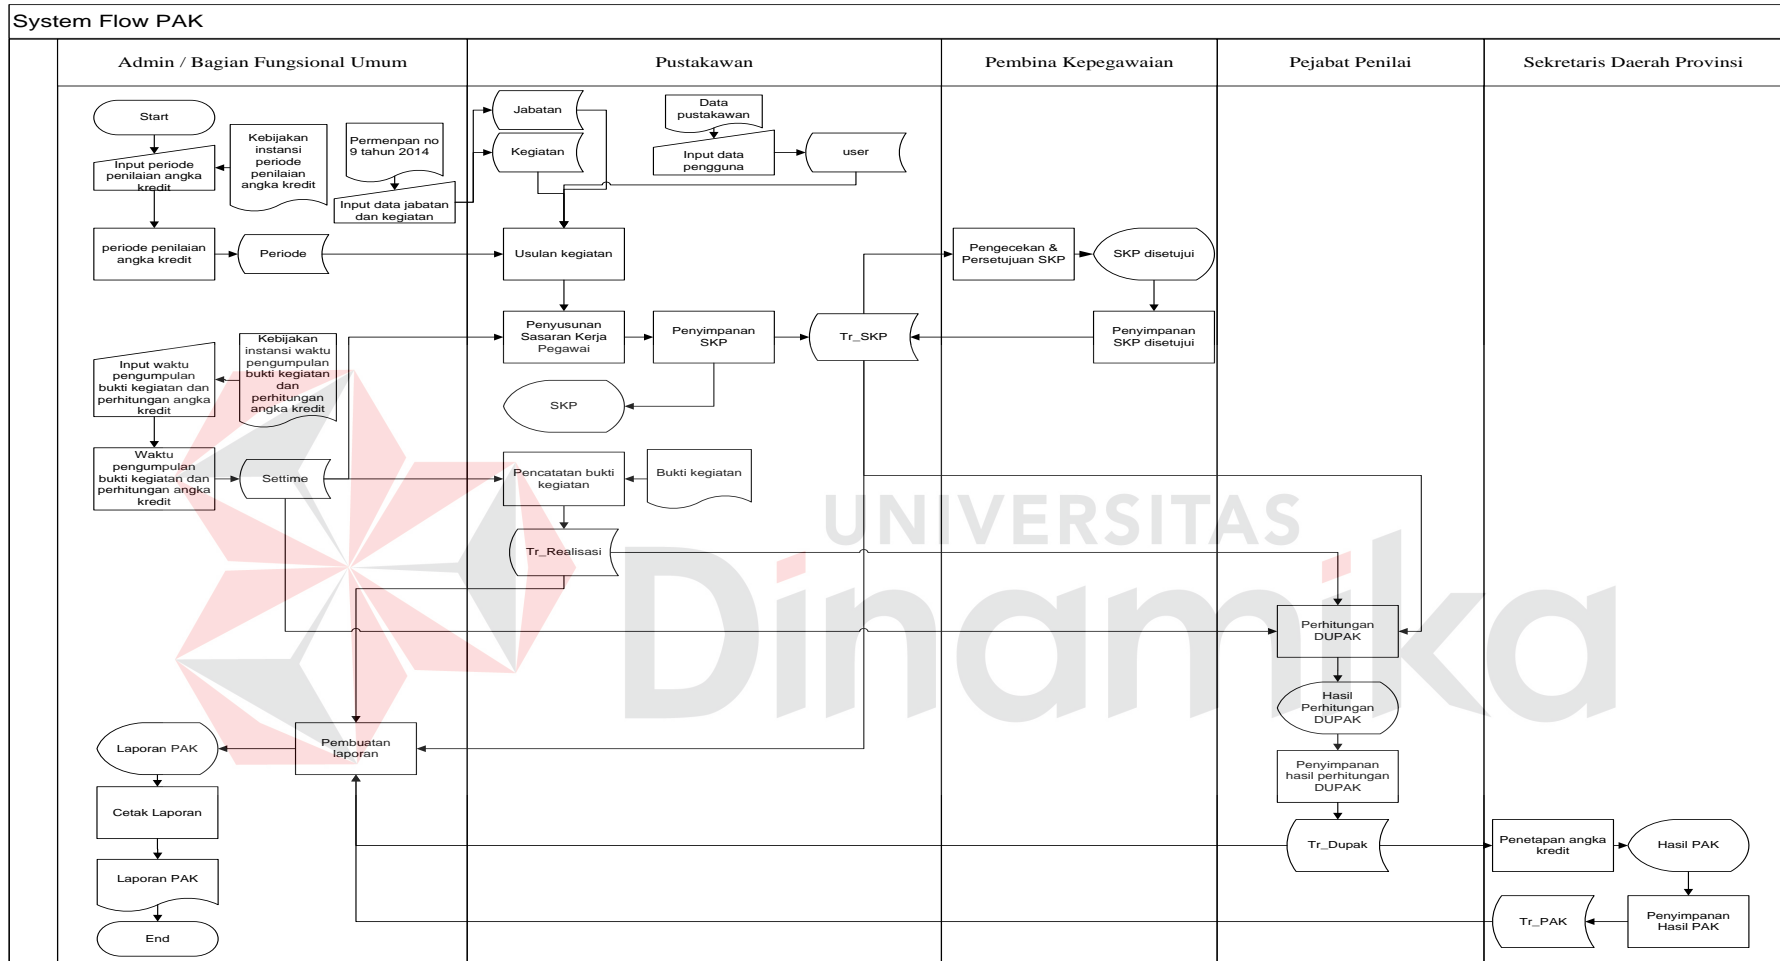 System Flow PAK
Admin / Bagian Fungsional Umum
Pustakawan
Pembina Kepegawaian
Pejabat Penilai
Sekretaris Daerah Provinsi
Start
Kebijakan
instansi
periode
penilaian
angka kredit
Input periode
penilaian angka
kredit
Permenpan no
9 tahun 2014
Input data jabatan
dan kegiatan
Jabatan
Kegiatan
Data
pustakawan
Input data
pengguna
user
periode penilaian
angka kredit
Periode
Usulan kegiatan
Pengecekan &
Persetujuan SKP
SKP disetujui
Penyusunan
Sasaran Kerja
Pegawai
Penyimpanan
SKP
Tr_SKP
Penyimpanan
SKP disetujui
Input waktu
pengumpulan
bukti kegiatan dan
perhitungan angka
kredit
Kebijakan
instansi waktu
pengumpulan
bukti kegiatan
dan
perhitungan
angka kredit
SKP
Waktu
pengumpulan
bukti kegiatan dan
perhitungan angka
kredit
Settime
Pencatatan bukti
kegiatan
Bukti kegiatan
Tr_Realisasi
UNIVERSITAS
Dinamika
Perhitungan
DUPAK
Hasil
Perhitungan
DUPAK
Laporan PAK
Pembuatan
laporan
Penyimpanan
hasil perhitungan
DUPAK
Cetak Laporan
Tr_Dupak
Penetapan angka
kredit
Hasil PAK
Laporan PAK
Tr_PAK
Penyimpanan
Hasil PAK
End